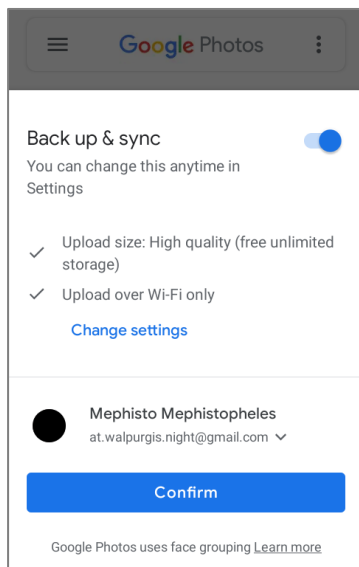 Google Photos
Back up & sync
You can change this anytime in
Settings
Upload size: High quality (free unlimited
storage)
Upload over Wi-Fi only
Change settings
Mephisto Mephistopheles
at.walpurgis.night@gmail.com
Confirm
Google Photos uses face grouping Learn more